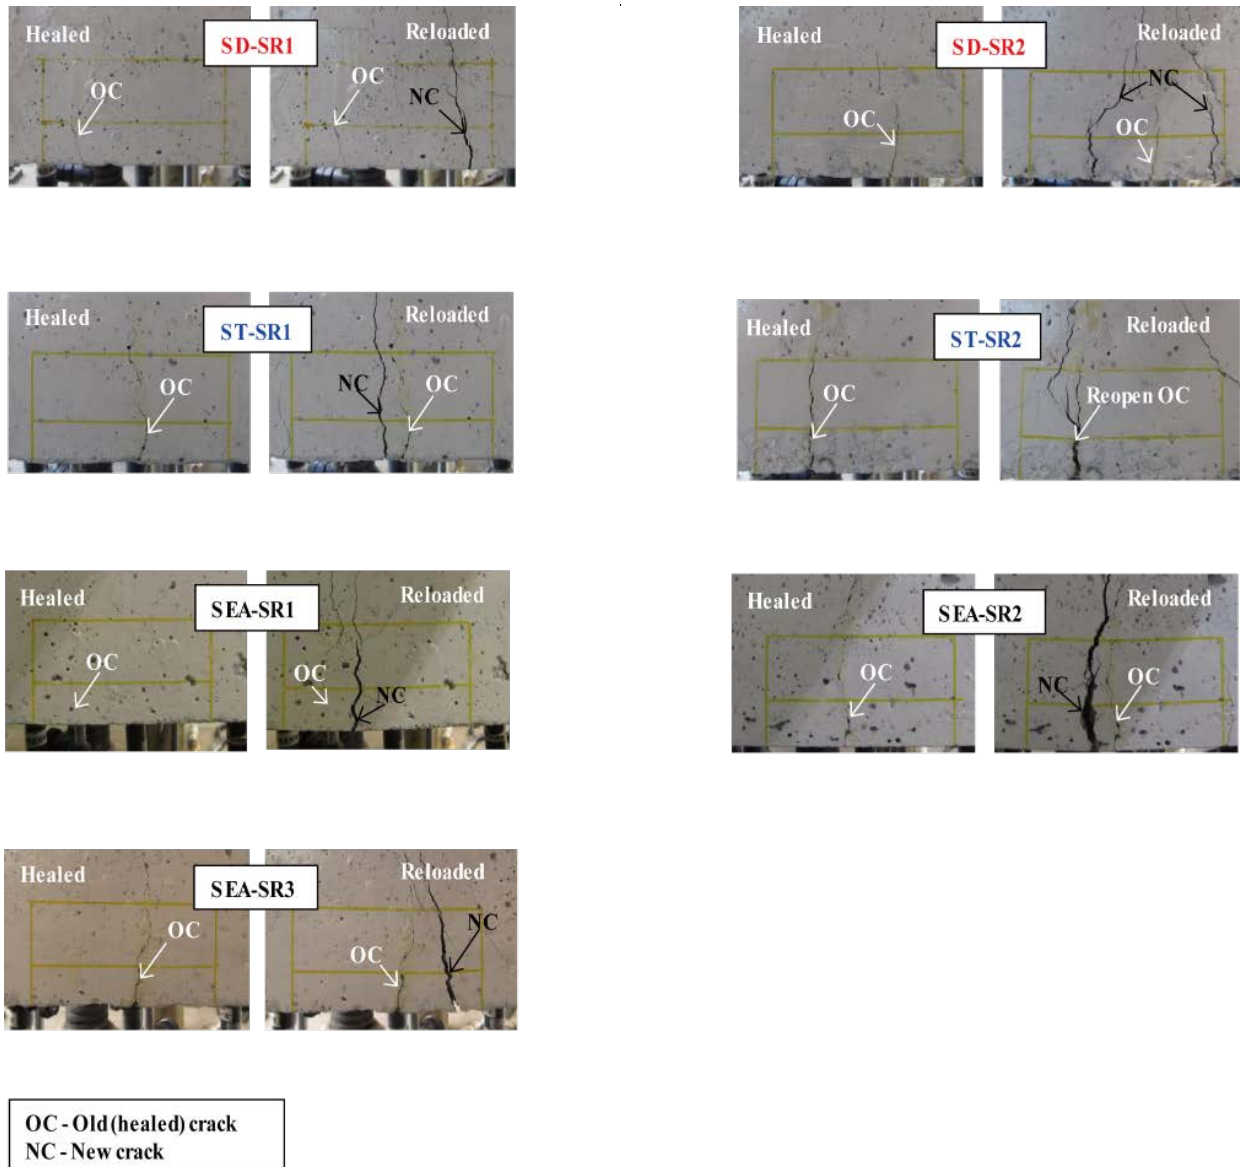 Healed
SD-SR1
Reloaded
OC
OC
NC
SD-SR2
Reloaded
OC
NC
OC
Healed
ST-SR1
Reloaded
OC
NC
OC
Healed
ST-SR2
Reloaded
OC
Reopen OC
Healed
SEA-SR1
Reloaded
OC
OC
NC
Healed
SEA-SR2
Reloaded
OC
NC
OC
Healed
SEA-SR3
Reloaded
OC
OC
NC
OC - Old (healed) crack
NC - New crack